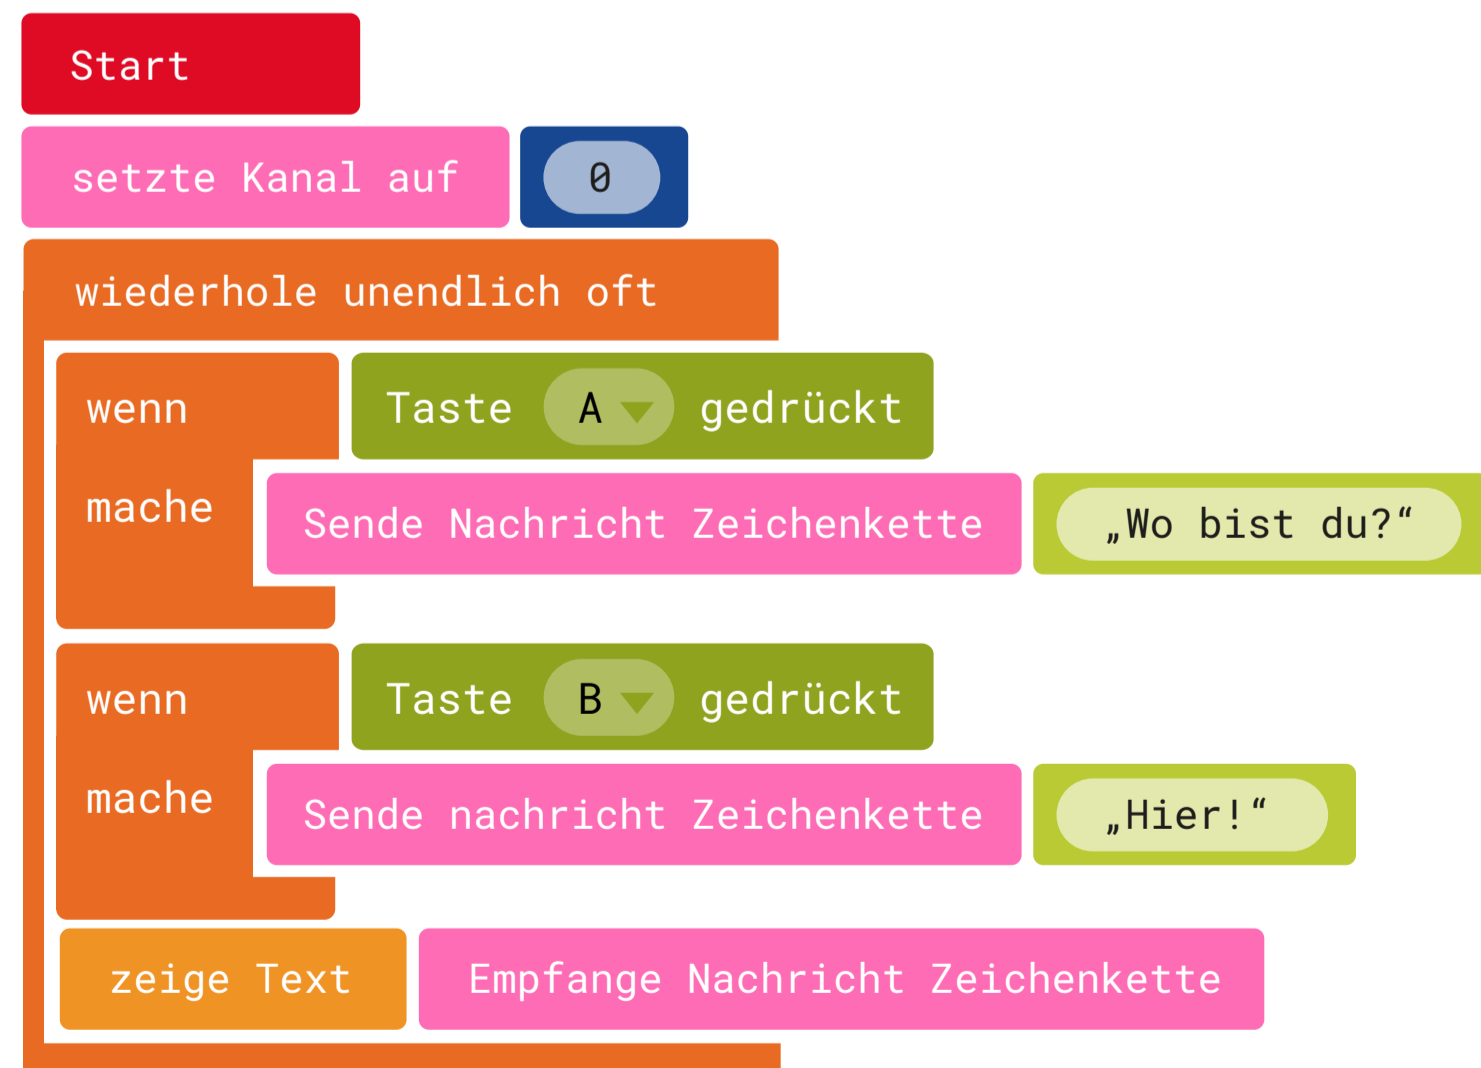 Start
setzte Kanal auf 0
wiederhole unendlich oft
wenn Taste A gedrückt
mache Sende Nachricht Zeichenkette „Wo bist du?“
wenn Taste B gedrückt
mache Sende nachricht Zeichenkette „Hier!“
zeige Text Empfange Nachricht Zeichenkette